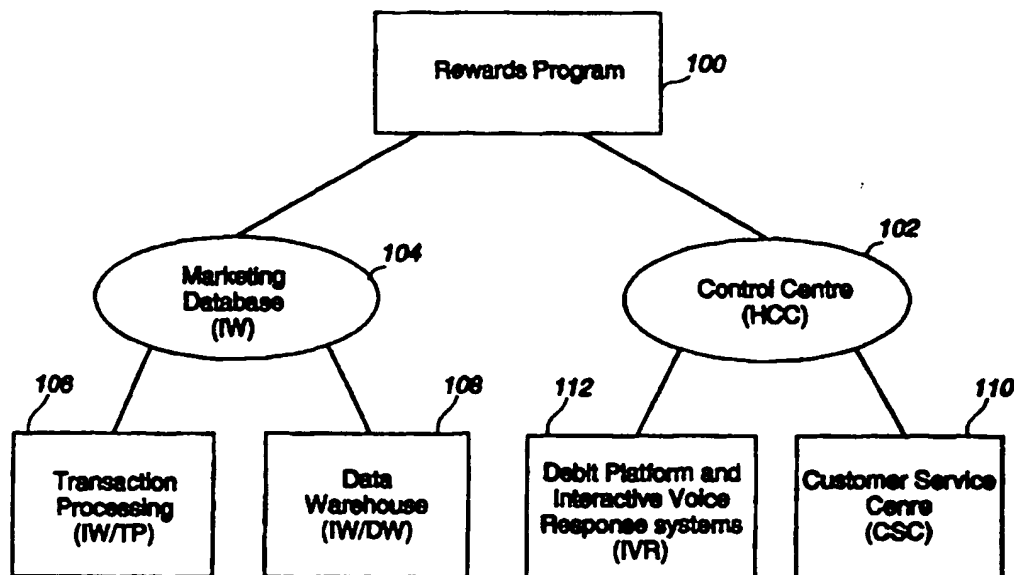 Rewards Program
100
102
104
Marketing
Database
(IW)
Control Centre
(HCC)
106
108
112
110
Transaction
Processing
(IW/TP)
Data
Warehouse
(IW/DW)
Debit Platform and
Interactive Voice
Response systems
(IVR)
Customer Service
Cenre
(CSC)